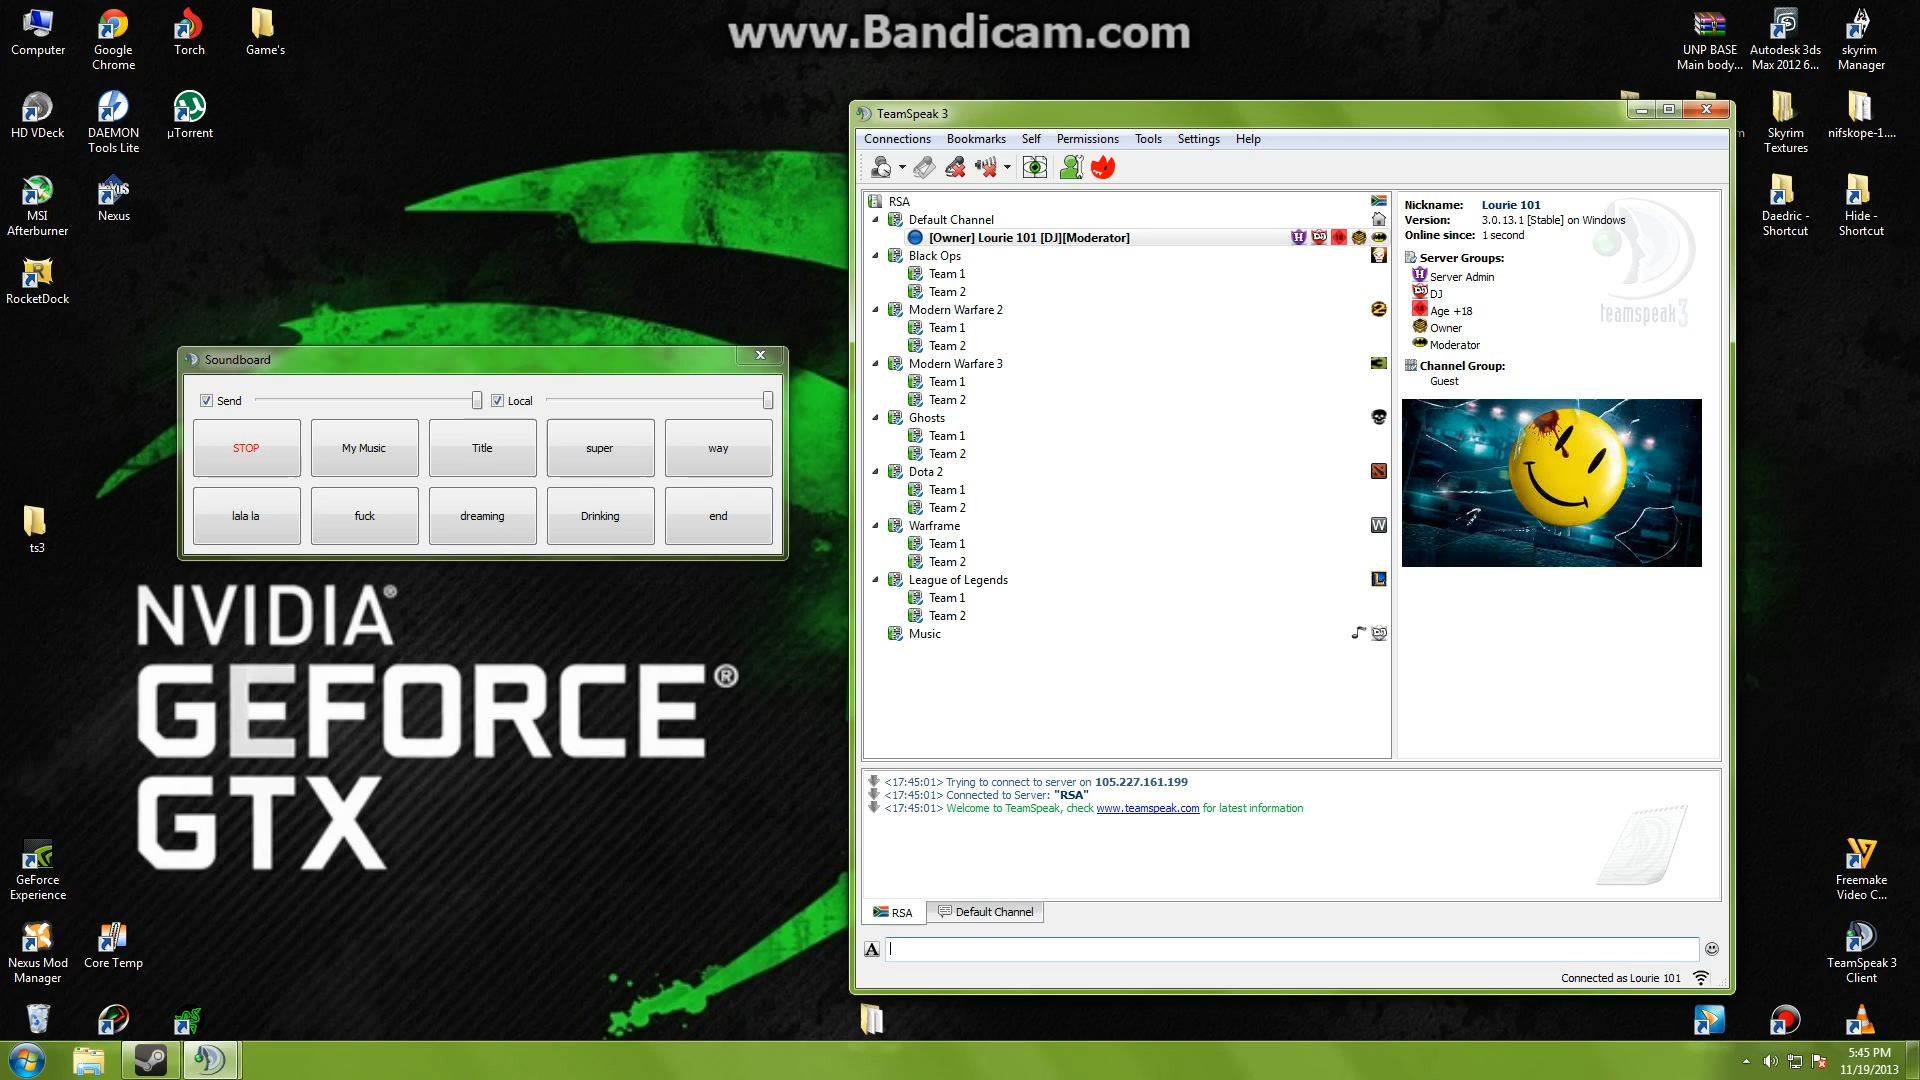 www.Bandicam.com
Computer
Google Chrome
Torch
Game's
HD VDeck
DAEMON Tools Lite
µTorrent
MSI Afterburner
Nexus
RocketDock
ts3
GeForce Experience
Nexus Mod Manager
Core Temp
UNP BASE Main body...
Autodesk 3ds Max 2012 6...
skyrim Manager
Skyrim Textures
nifskope-1....
Daedric - Shortcut
Hide - Shortcut
Freemake Video C...
TeamSpeak 3 Client
Soundboard
Send
Local
STOP
My Music
Title
super
way
lala la
fuck
dreaming
Drinking
end
NVIDIA®
GEFORCE®
GTX
TeamSpeak 3
Connections Bookmarks Self Permissions Tools Settings Help
RSA
Default Channel
[Owner] Lourie 101 [DJ][Moderator]
Black Ops
Team 1
Team 2
Modern Warfare 2
Team 1
Team 2
Modern Warfare 3
Team 1
Team 2
Ghosts
Team 1
Team 2
Dota 2
Team 1
Team 2
Warframe
Team 1
Team 2
League of Legends
Team 1
Team 2
Music
Nickname: Lourie 101
Version: 3.0.13.1 [Stable] on Windows
Online since: 1 second
Server Groups:
Server Admin
DJ
Age +18
Owner
Moderator
Channel Group:
Guest
teamspeak3
<17:45:01> Trying to connect to server on 105.227.161.199
<17:45:01> Connected to Server: "RSA"
<17:45:01> Welcome to TeamSpeak, check www.teamspeak.com for latest information
RSA
Default Channel
Connected as Lourie 101
5:45 PM
11/19/2013